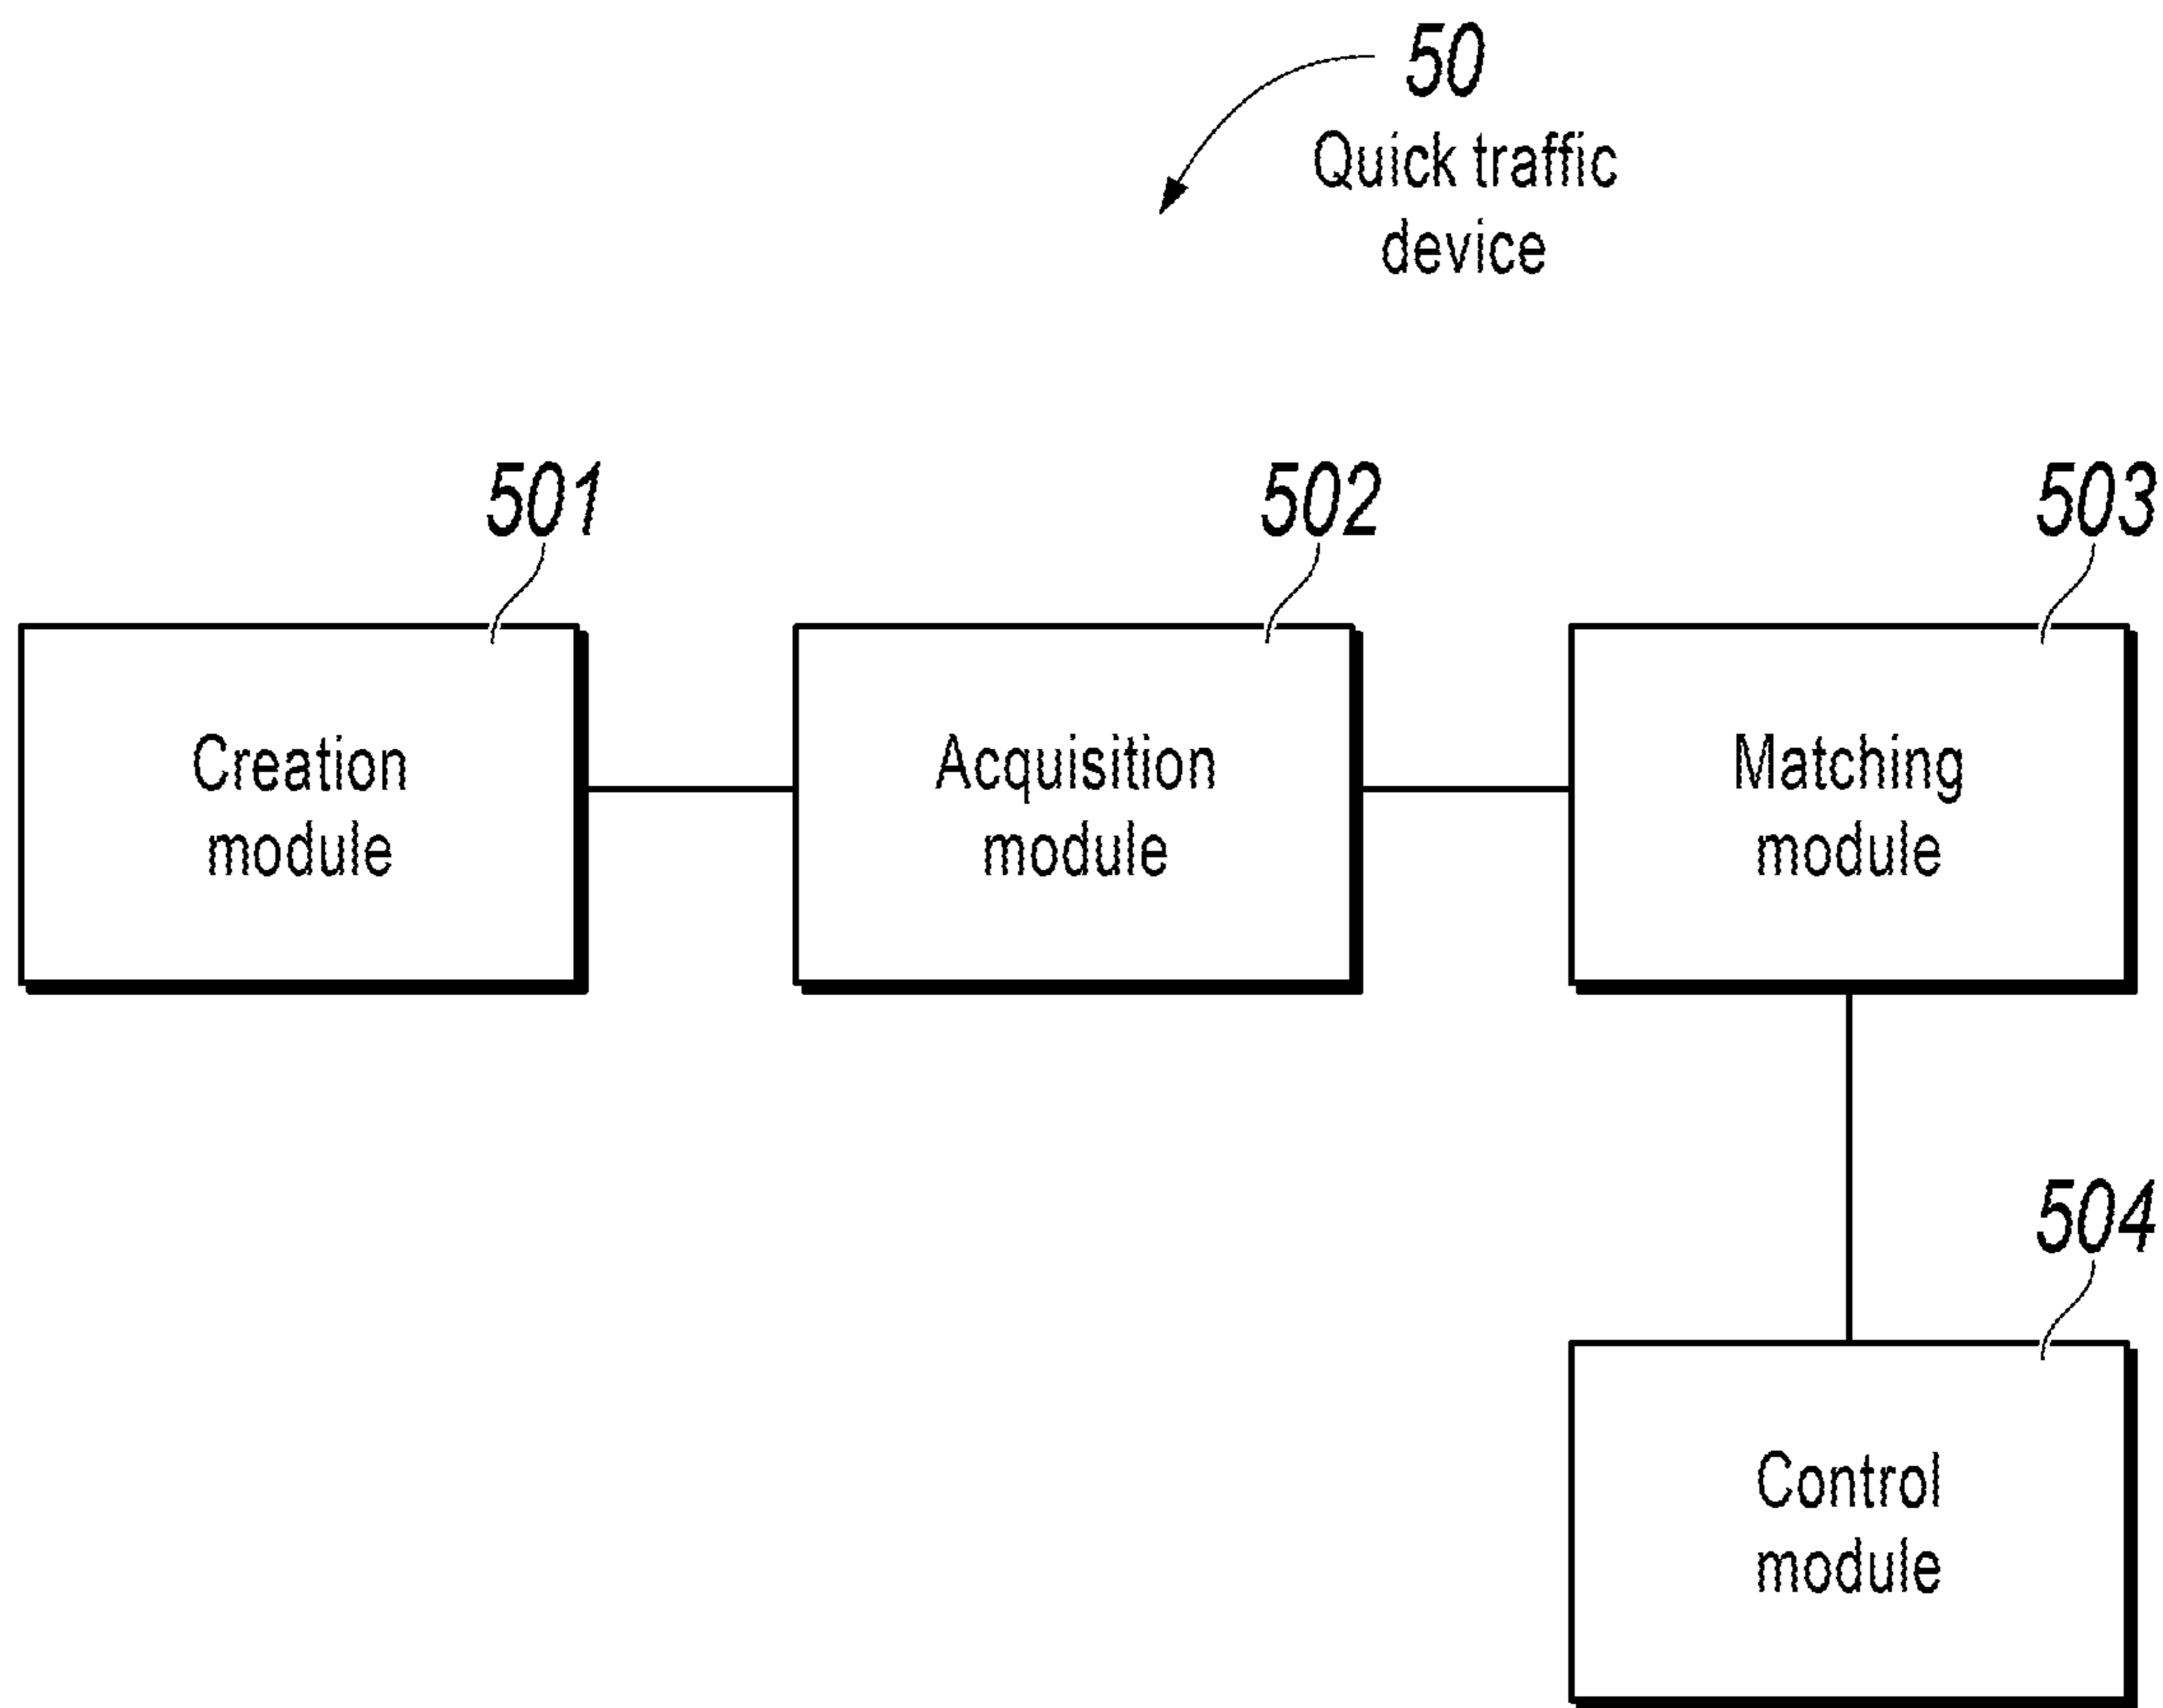 50
Quick traffic
device
501
502
503
Creation
module
Acquisition
module
Matching
module
504
Control
module